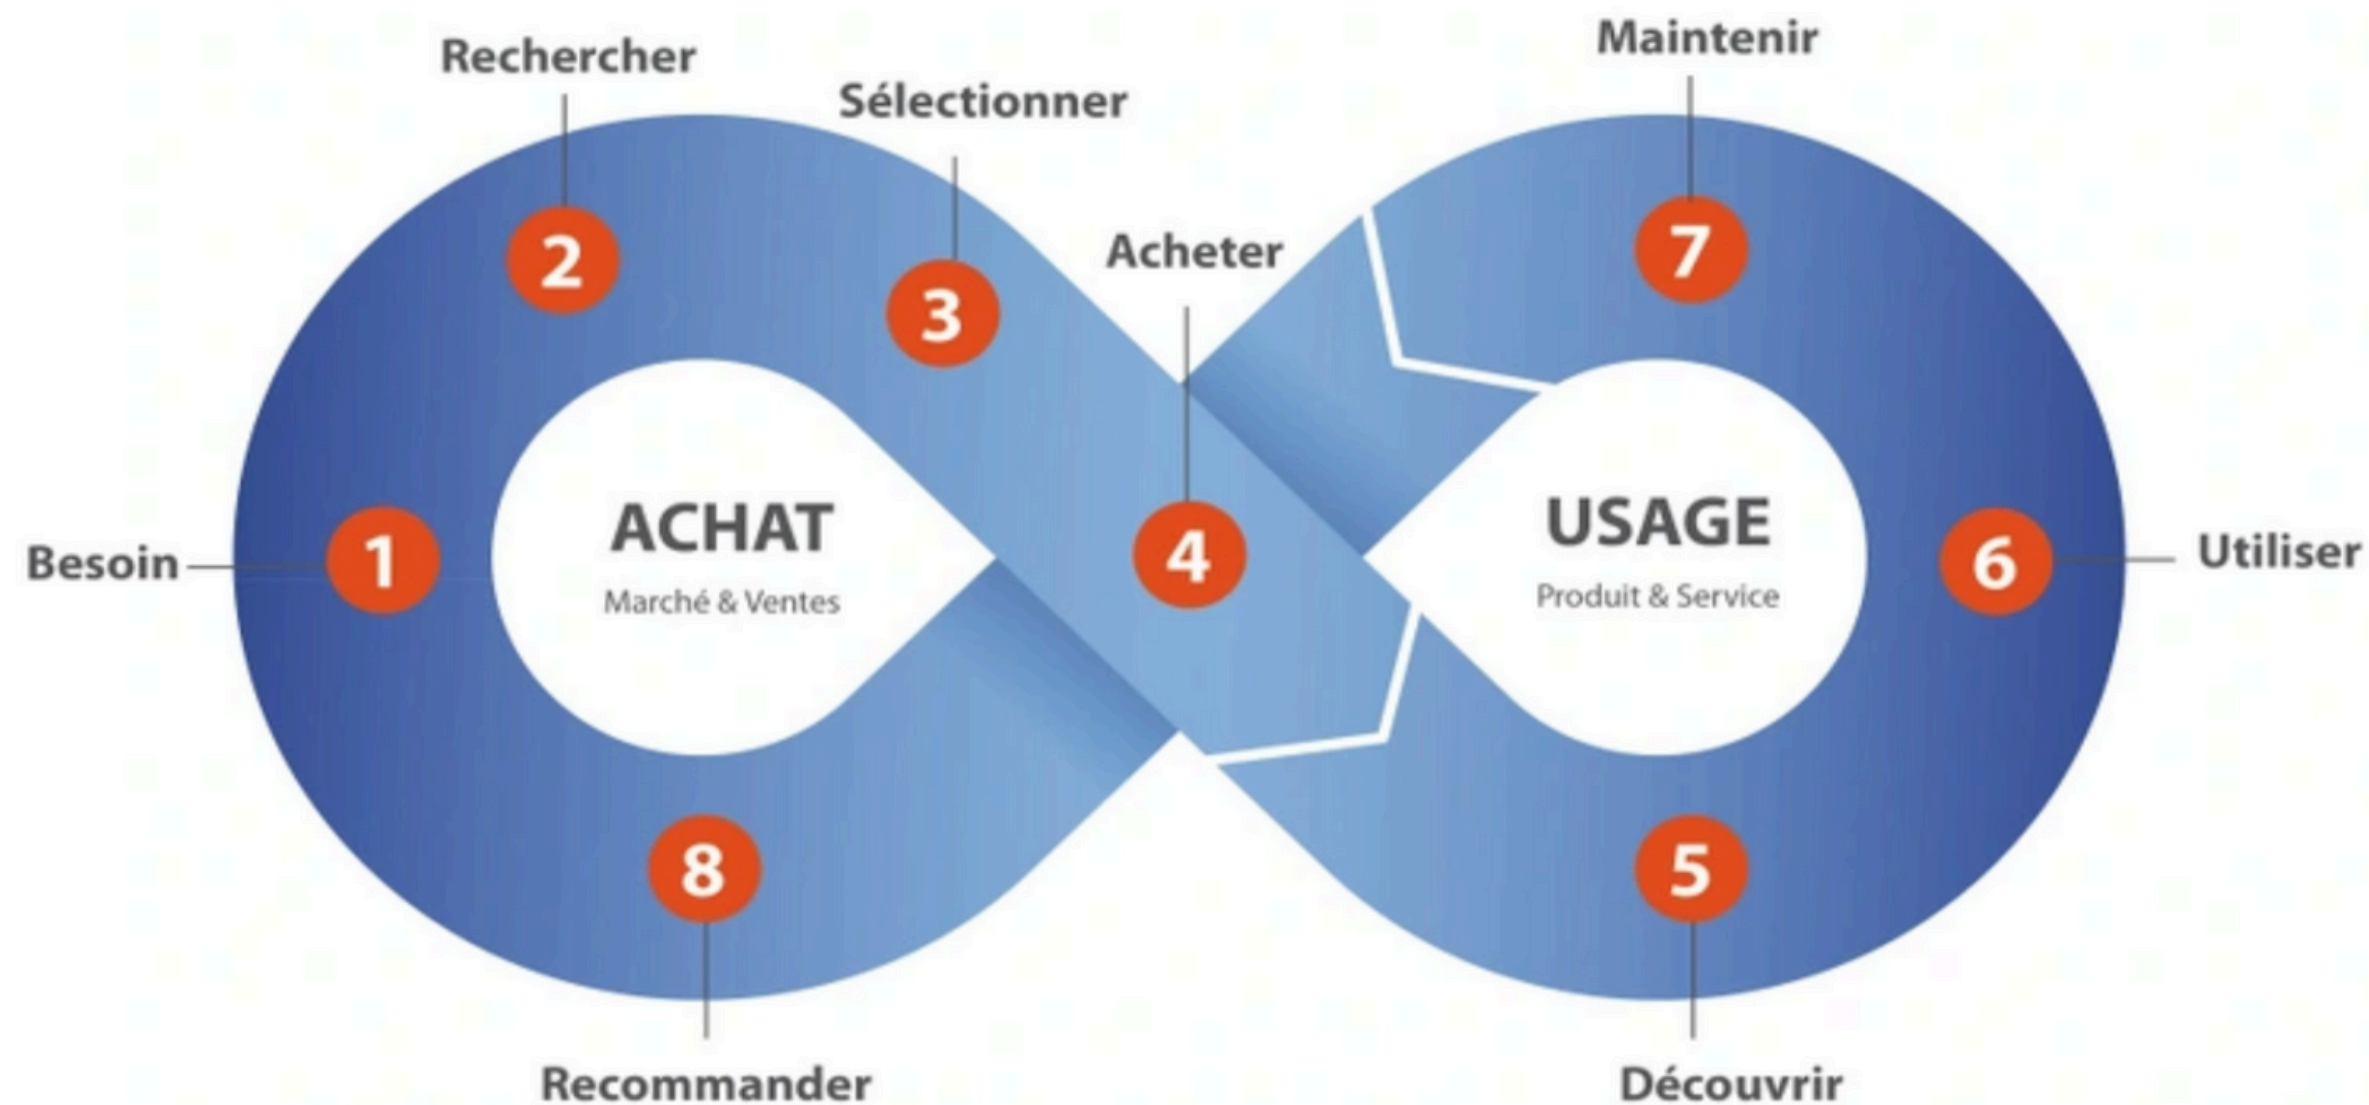 Rechercher
Maintenir
Sélectionner
Acheter
2
7
3
ACHAT
Marché & Ventes
USAGE
Produit & Service
Besoin
1
4
6
Utiliser
8
5
Recommander
Découvrir